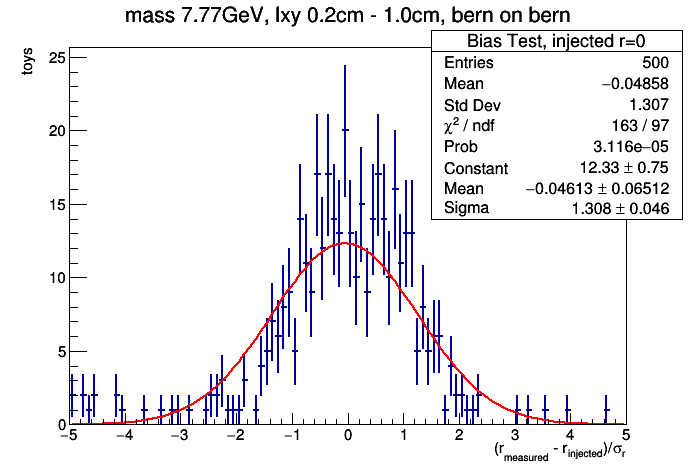 mass 7.77GeV, lxy 0.2cm - 1.0cm, bern on bern
Bias Test, injected r=0
Entries 500
Mean −0.04858
Std Dev 1.307
χ² / ndf 163 / 97
Prob 3.116e−05
Constant 12.33 ± 0.75
Mean −0.04613 ± 0.06512
Sigma 1.308 ± 0.046
toys
25
20
15
10
5
0
−5 −4 −3 −2 −1 0 1 2 3 4 5
(r_measured - r_injected)/σ_r